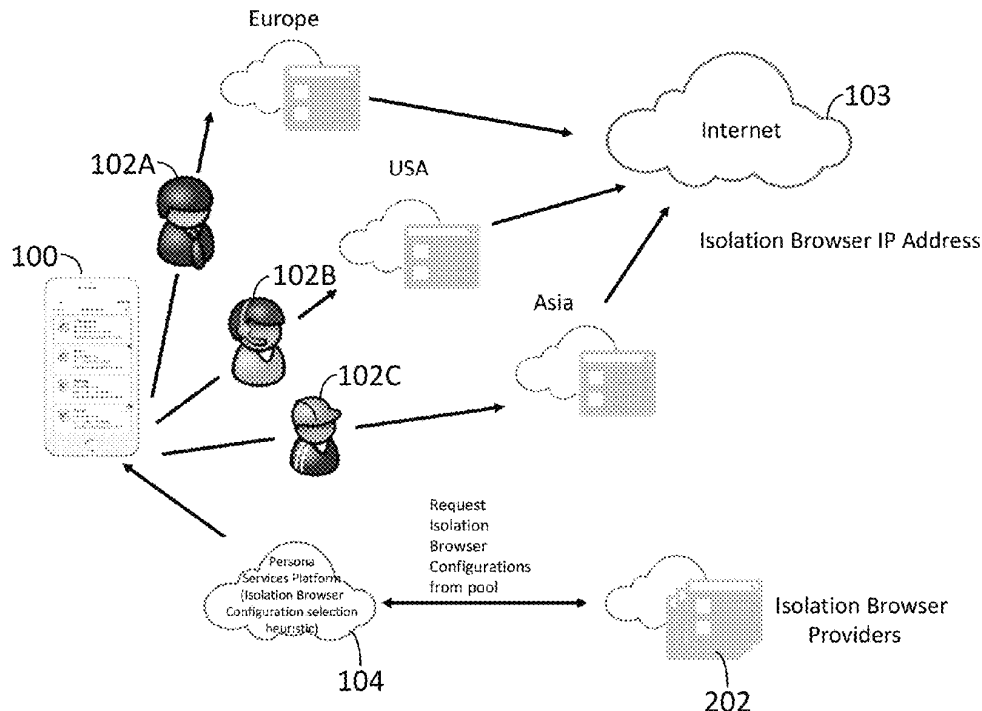 Europe
103
Internet
102A
USA
Isolation Browser IP Address
100
102B
Asia
102C
Request
Isolation
Browser
Configurations
from pool
Persona
Services Platform
(Isolation Browser
Configuration selection
heuristic)
Isolation Browser
Providers
104
202